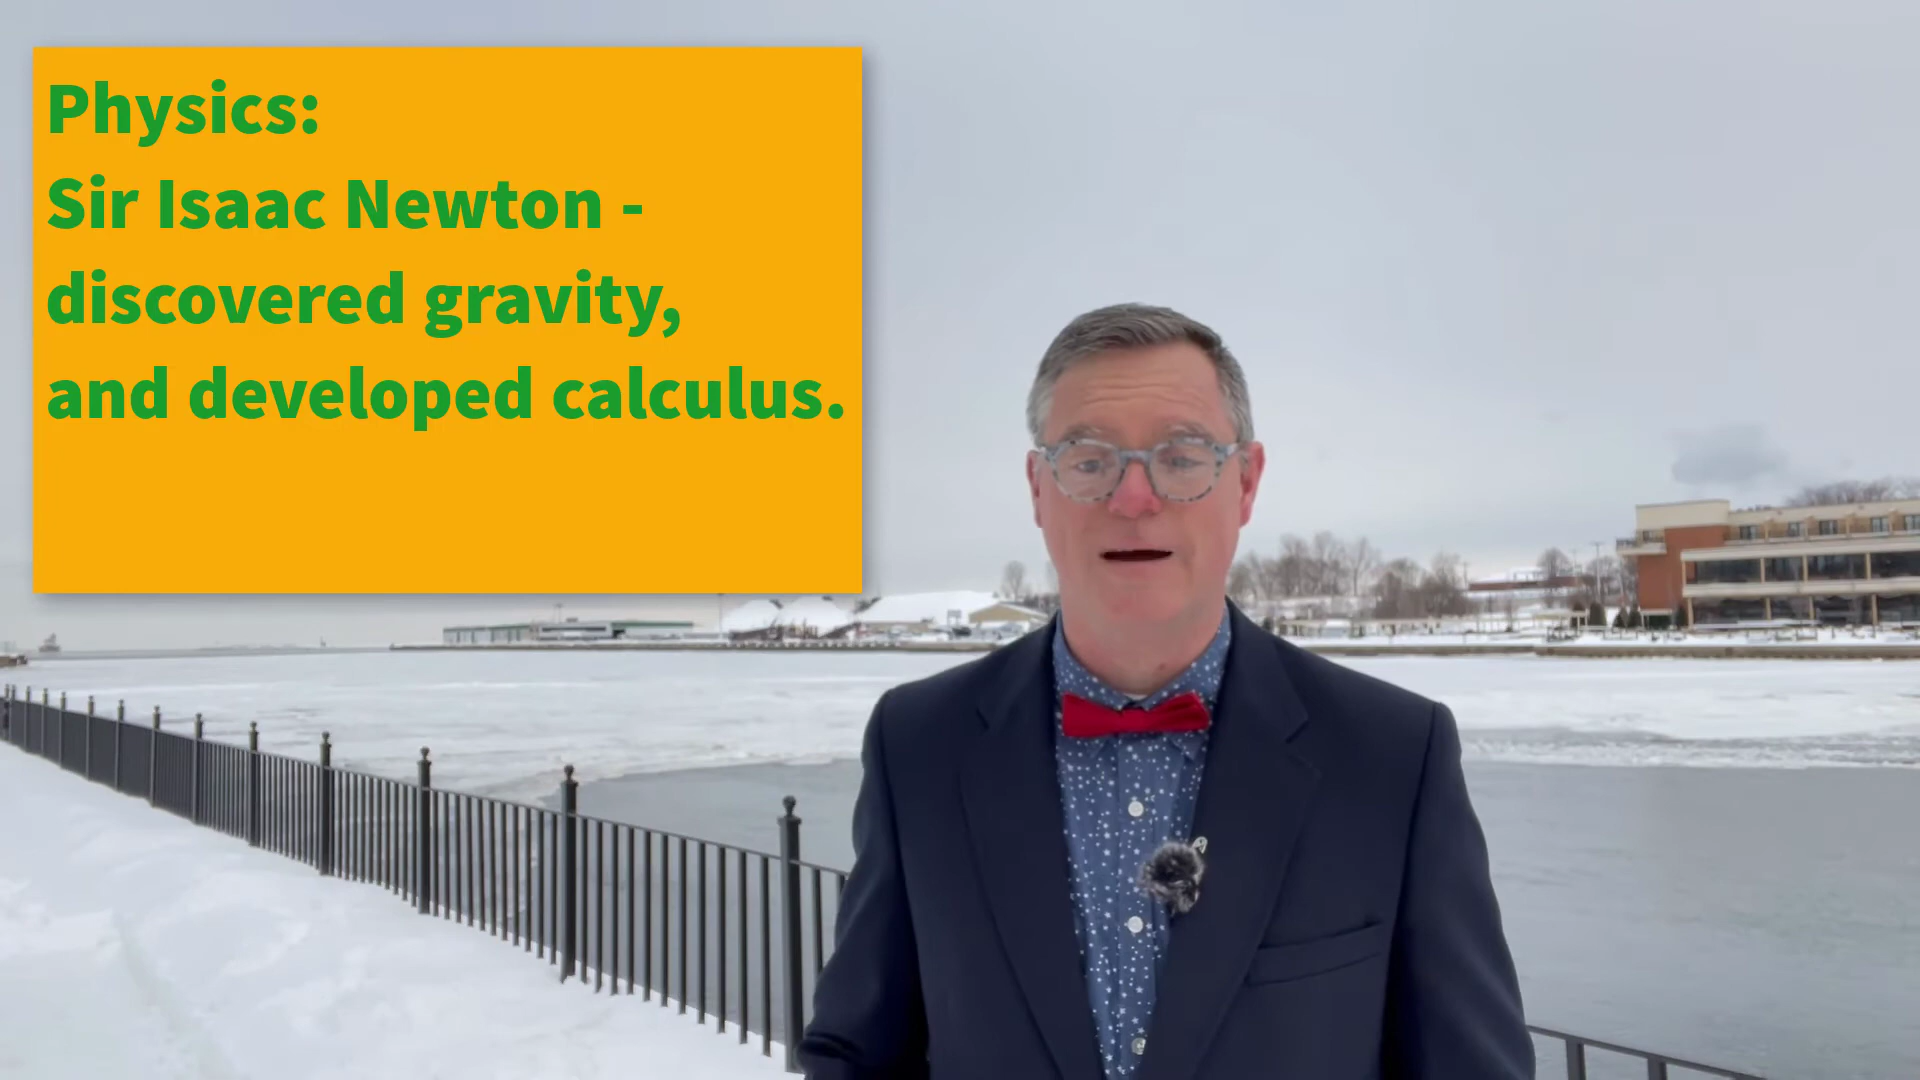 Physics:
Sir Isaac Newton -
discovered gravity,
and developed calculus.